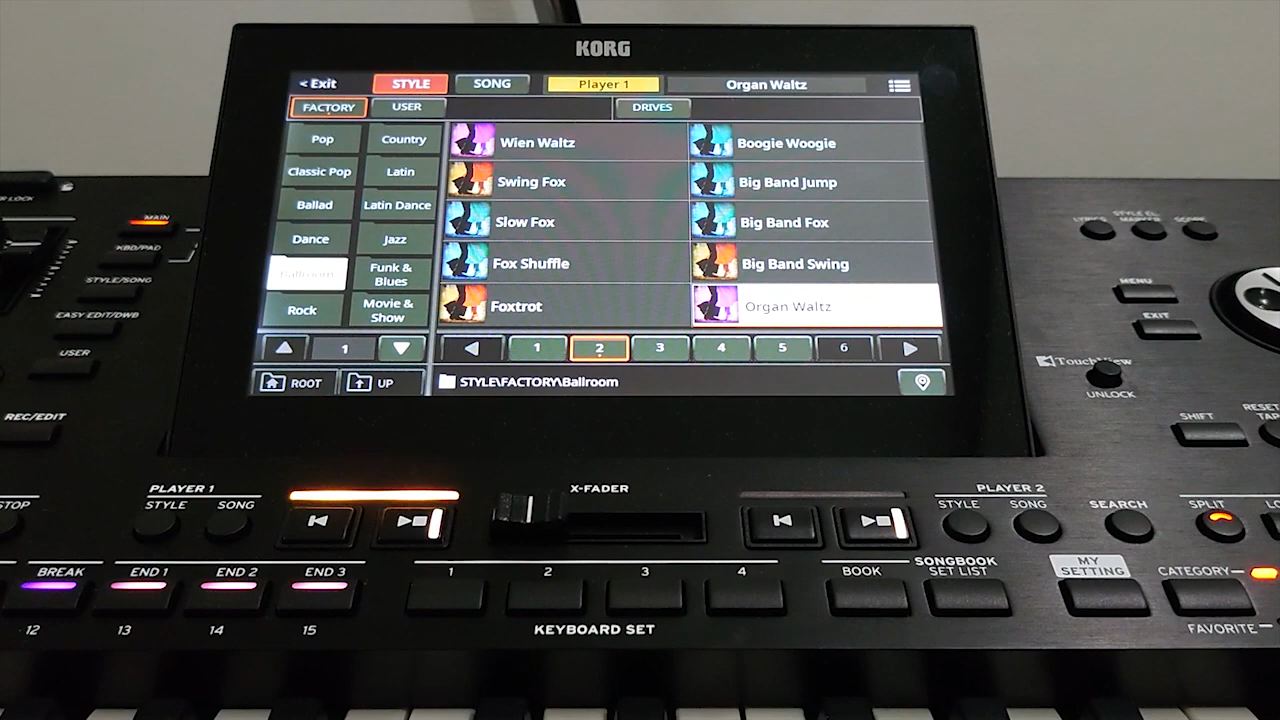 KORG
< Exit STYLE SONG Player 1 Organ Waltz
FACTORY USER DRIVES
Pop Country Wien Waltz Boogie Woogie
Classic Pop Latin Swing Fox Big Band Jump
Ballad Latin Dance Slow Fox Big Band Fox
Dance Jazz Fox Shuffle Big Band Swing
Ballroom Funk & Blues Foxtrot Organ Waltz
Rock Movie & Show
1 1 2 3 4 5 6
ROOT UP STYLE\FACTORY\Ballroom
MAIN
KBD/PAD
STYLE/SONG
EASY EDIT/DWB
USER
REC/EDIT
LYRICS STYLE EL. MARKER SCORE
MENU
EXIT
TouchView
UNLOCK
SHIFT RESET
TAP
PLAYER 1
STYLE SONG
X-FADER
PLAYER 2
STYLE SONG SEARCH SPLIT
BREAK END 1 END 2 END 3 1 2 3 4 BOOK SONGBOOK
SET LIST MY SETTING CATEGORY
12 13 14 15 KEYBOARD SET FAVORITE